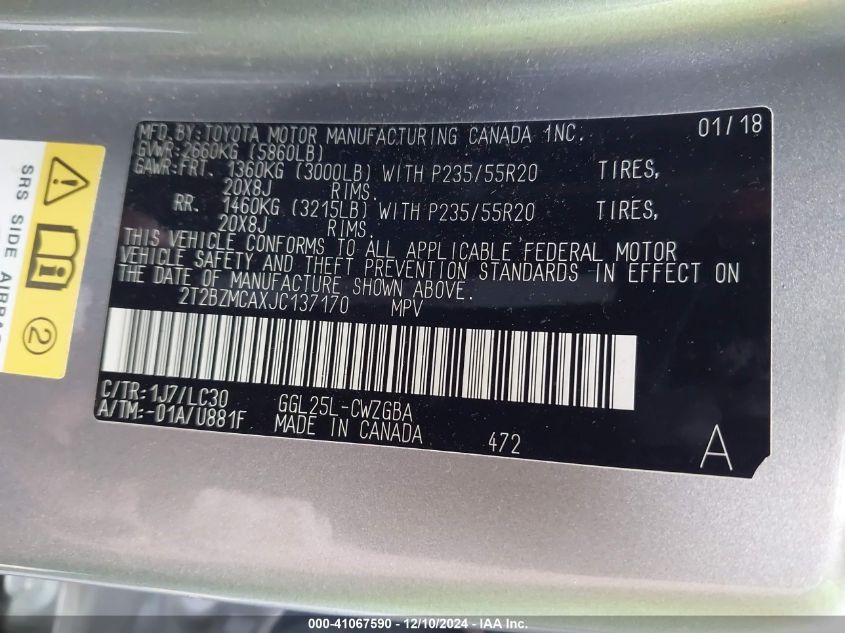 MFD. BY: TOYOTA MOTOR MANUFACTURING CANADA INC. 01/18
GVWR: 2660KG (5860LB)
GAWR: FRT. 1360KG (3000LB) WITH P235/55R20 TIRES,
20X8J RIMS.
RR. 1460KG (3215LB) WITH P235/55R20 TIRES,
20X8J RIMS.
THIS VEHICLE CONFORMS TO ALL APPLICABLE FEDERAL MOTOR
VEHICLE SAFETY AND THEFT PREVENTION STANDARDS IN EFFECT ON
THE DATE OF MANUFACTURE SHOWN ABOVE.
2T2BZMCAXJC137170 MPV
C/TR: 1J7/LC30 GGL25L-CWZGBA
A/TM: -01A/U881F MADE IN CANADA 472 A
SRS SIDE
2
000-41067590 - 12/10/2024 - IAA Inc.